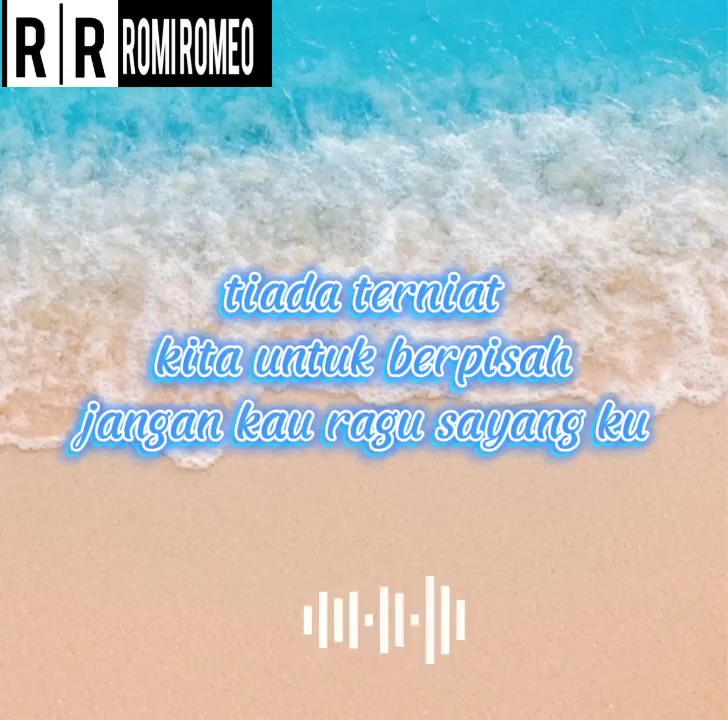 R|R ROMI ROMEO
tiada terniat
kita untuk berpisah
jangan kau ragu sayang ku